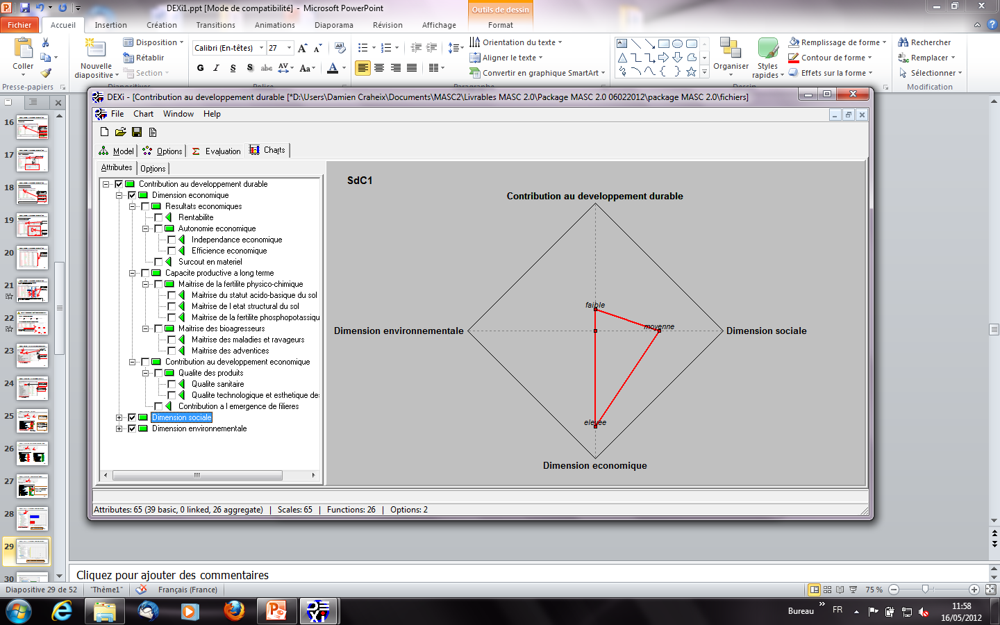 DEXi1.ppt [Mode de compatibilité] - Microsoft PowerPoint
Outils de dessin
Fichier Accueil Insertion Création Transitions Animations Diaporama Révision Affichage Format
Coller
Presse-papiers
Nouvelle diapositive
Disposition
Rétablir
Section
Diapositives
Calibri (En-têtes) 27
G I S S abc AV Aa A
Police
Orientation du texte
Aligner le texte
Convertir en graphique SmartArt
Paragraphe
Organiser
Styles rapides
Remplissage de forme
Contour de forme
Effets sur la forme
Dessin
Rechercher
Remplacer
Sélectionner
Modification
16
17
18
19
20
21
22
23
24
25
26
27
28
29
30
DEXi - [Contribution au developpement durable [*D:\Users\Damien Craheix\Documents\MASC2\Livrables MASC 2.0\Package MASC 2.0 06022012\package MASC 2.0\fichiers]
File Chart Window Help
Model Options Evaluation Charts
Attributes Options
Contribution au developpement durable
Dimension economique
Resultats economiques
Rentabilite
Autonomie economique
Independance economique
Efficience economique
Surcout en materiel
Capacite productive a long terme
Maitrise de la fertilite physico-chimique
Maitrise du statut acido-basique du sol
Maitrise de l etat structural du sol
Maitrise de la fertilite phosphopotassiqu
Maitrise des bioagresseurs
Maitrise des maladies et ravageurs
Maitrise des adventices
Contribution au developpement economique
Qualite des produits
Qualite sanitaire
Qualite technologique et esthetique de
Contribution a l emergence de filieres
Dimension sociale
Dimension environnementale
SdC1
Contribution au developpement durable
faible
moyenne
Dimension environnementale
Dimension sociale
elevee
Dimension economique
Attributes: 65 (39 basic, 0 linked, 26 aggregate) | Scales: 65 | Functions: 26 | Options: 2
Cliquez pour ajouter des commentaires
Diapositive 29 de 52 "Thème1" Français (France) 75 %
Bureau FR
11:58
16/05/2012